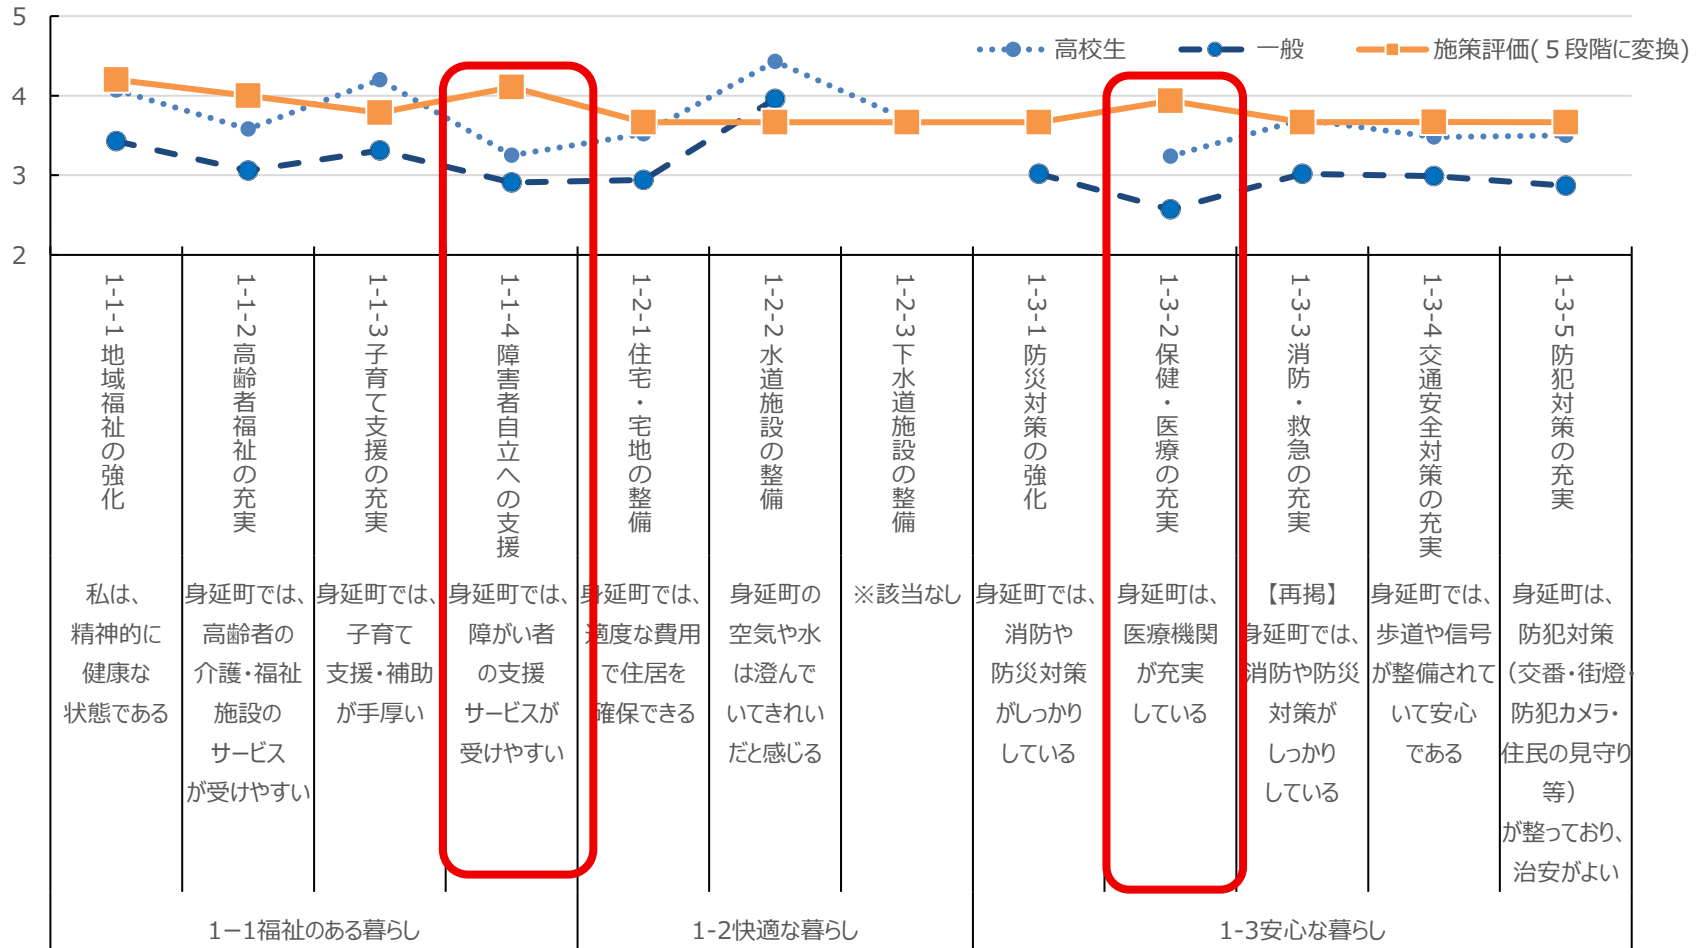 5
4
3
2
高校生
一般
施策評価(５段階に変換)
1-1-1地域福祉の強化
1-1-2高齢者福祉の充実
1-1-3子育て支援の充実
1-1-4障害者自立への支援
1-2-1住宅・宅地の整備
1-2-2水道施設の整備
1-2-3下水道施設の整備
1-3-1防災対策の強化
1-3-2保健・医療の充実
1-3-3消防・救急の充実
1-3-4交通安全対策の充実
1-3-5防犯対策の充実
私は、
精神的に
健康な
状態である
身延町では、
高齢者の
介護・福祉
施設の
サービス
が受けやすい
身延町では、
子育て
支援・補助
が手厚い
身延町では、
障がい者
の支援
サービスが
受けやすい
身延町では、
適度な費用
で住居を
確保できる
身延町の
空気や水
は澄んで
いてきれい
だと感じる
※該当なし
身延町では、
消防や
防災対策
がしっかり
している
身延町は、
医療機関
が充実
している
【再掲】
身延町では、
消防や防災
対策が
しっかり
している
身延町では、
歩道や信号
が整備されて
いて安心
である
身延町は、
防犯対策
（交番・街燈・
防犯カメラ・
住民の見守り
等）
が整っており、
治安がよい
1－1福祉のある暮らし
1-2快適な暮らし
1-3安心な暮らし